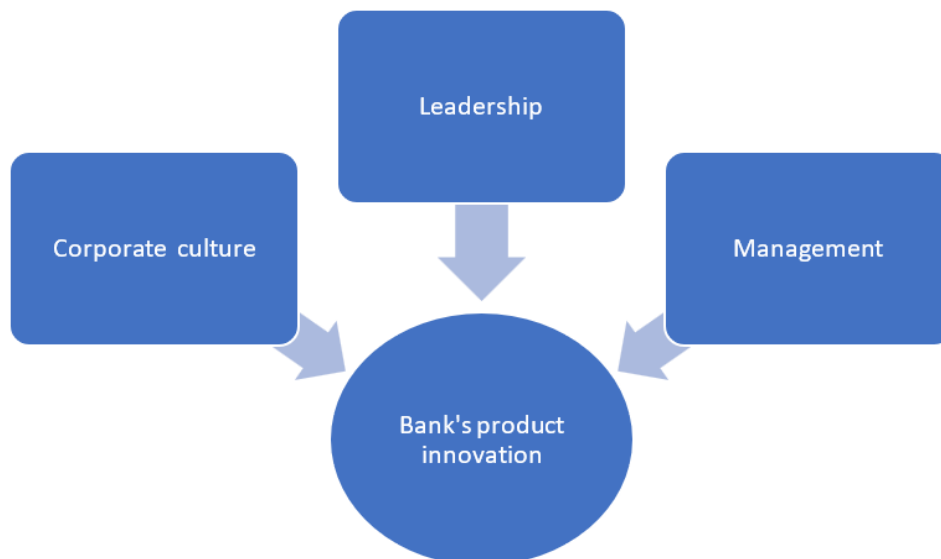 Leadership
Corporate culture
Management
Bank's product
innovation